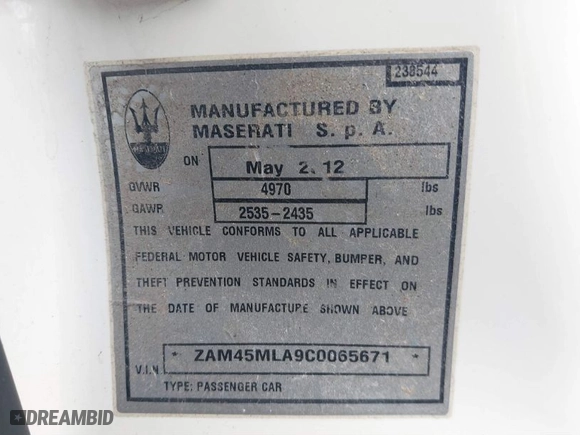 239544
MANUFACTURED BY
MASERATI S. p. A.
MASERATI
ON May 2. 12
GVWR 4970 lbs
GAWR 2535-2435 lbs
THIS VEHICLE CONFORMS TO ALL APPLICABLE
FEDERAL MOTOR VEHICLE SAFETY, BUMPER, AND
THEFT PREVENTION STANDARDS IN EFFECT ON
THE DATE OF MANUFACTURE SHOWN ABOVE
V.I.N * ZAM45MLA9C0065671 *
TYPE: PASSENGER CAR
DREAMBID